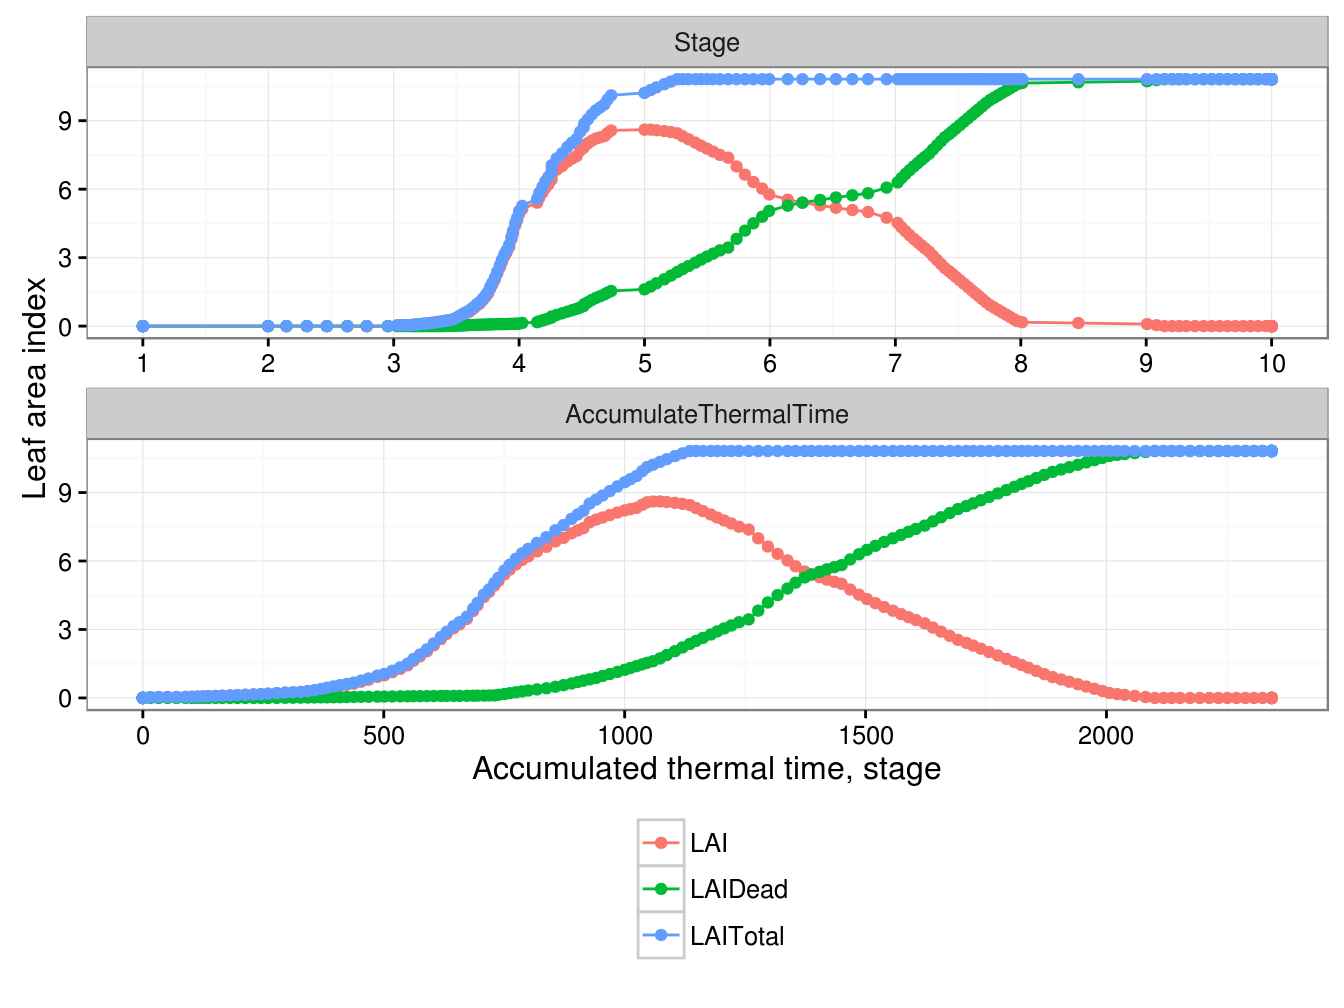 Stage
9
6
3
0
1 2 3 4 5 6 7 8 9 10
AccumulateThermalTime
9
6
3
0
0 500 1000 1500 2000
Leaf area index
Accumulated thermal time, stage
LAI
LAIDead
LAITotal